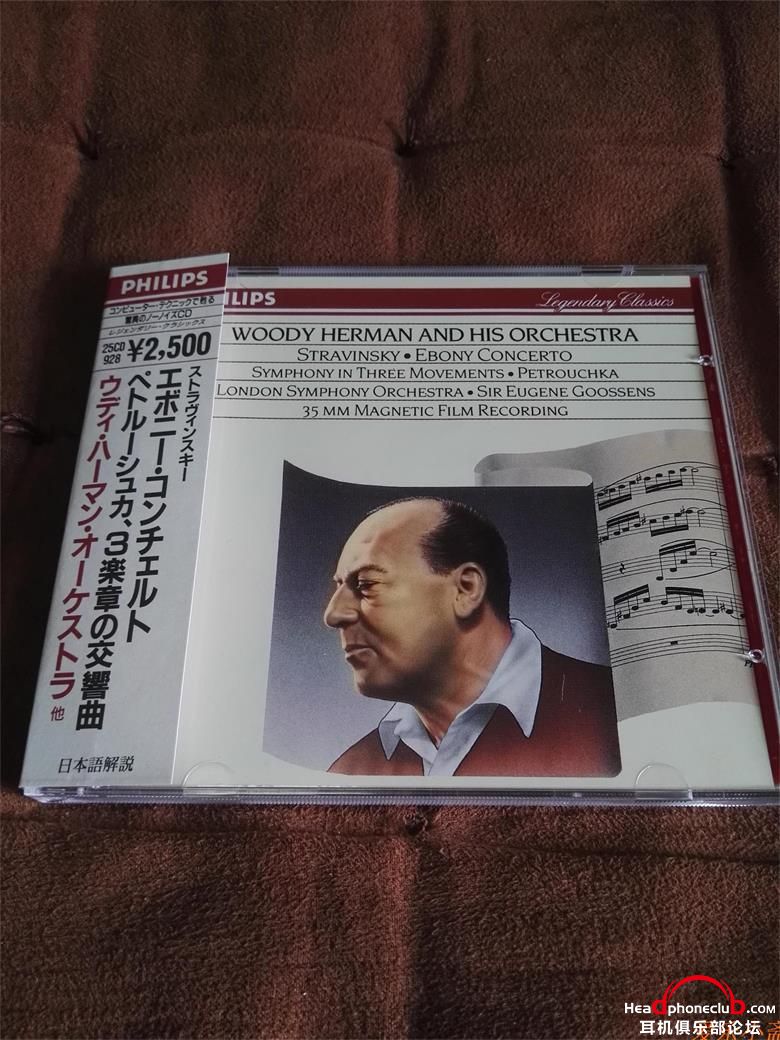 PHILIPS
コンピューター・テクニックで甦る
驚異のノーノイズCD
レジェンダリー・クラシックス
25CD
928
¥2,500
ストラヴィンスキー
エボニー・コンチェルト
ペトルーシュカ、3楽章の交響曲
ウディ・ハーマン・オーケストラ 他
日本語解説
LIPS
Legendary Classics
WOODY HERMAN AND HIS ORCHESTRA
STRAVINSKY • EBONY CONCERTO
SYMPHONY IN THREE MOVEMENTS • PETROUCHKA
LONDON SYMPHONY ORCHESTRA • SIR EUGENE GOOSSENS
35 MM MAGNETIC FILM RECORDING
Headphoneclub.com
耳机俱乐部论坛